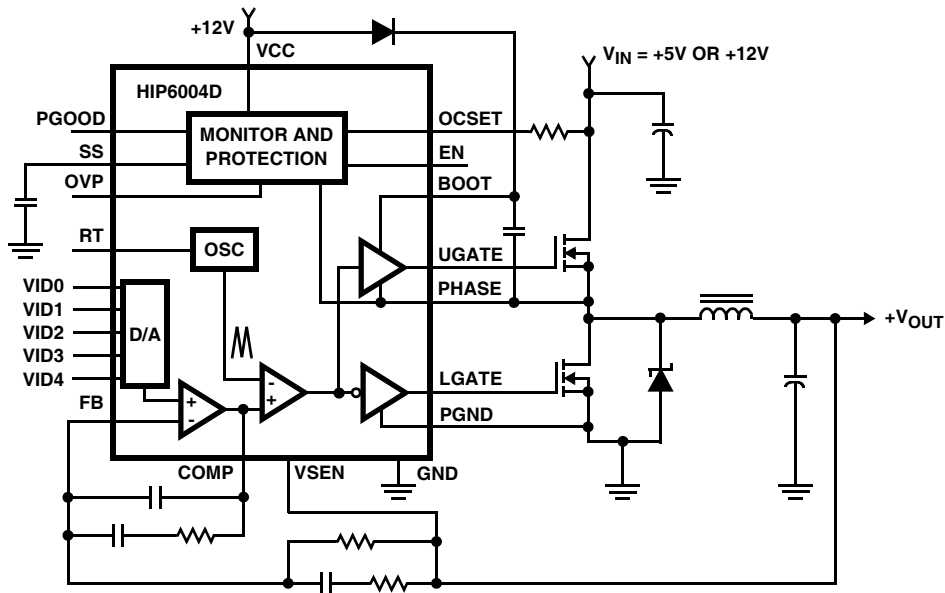 +12V
VCC
V_IN = +5V OR +12V
HIP6004D
PGOOD
MONITOR AND
PROTECTION
OCSET
SS
EN
OVP
BOOT
RT
OSC
UGATE
PHASE
VID0
VID1
VID2
VID3
VID4
D/A
+V_OUT
-
+
LGATE
FB
+
-
PGND
COMP
VSEN
GND